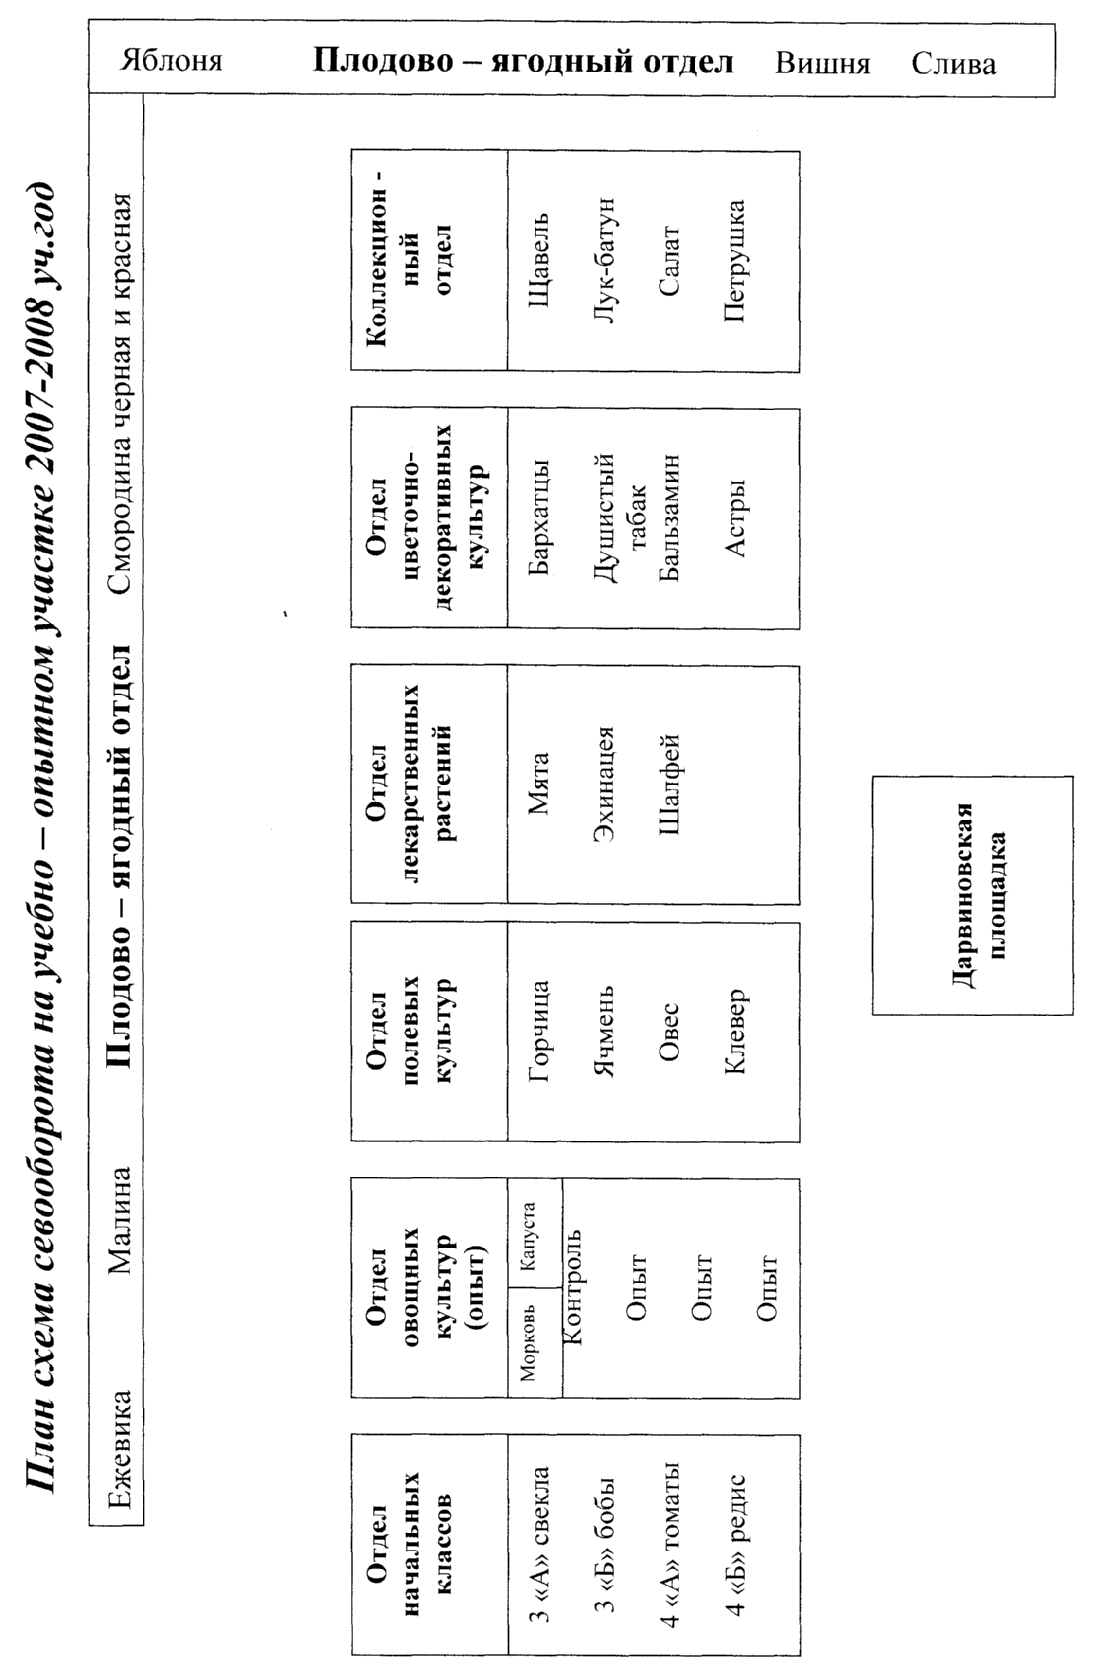 План схема севооборота на учебно – опытном участке 2007-2008 уч.год
Ежевика Малина Плодово – ягодный отдел Смородина черная и красная
Яблоня Плодово – ягодный отдел Вишня Слива
Отдел
начальных
классов
3 «А» свекла
3 «Б» бобы
4 «А» томаты
4 «Б» редис
Отдел
овощных
культур
(опыт)
Морковь Капуста
Контроль
Опыт
Опыт
Опыт
Отдел
полевых
культур
Горчица
Ячмень
Овес
Клевер
Отдел
лекарственных
растений
Мята
Эхинацея
Шалфей
Отдел
цветочно-
декоративных
культур
Бархатцы
Душистый
табак
Бальзамин
Астры
Коллекцион -
ный
отдел
Щавель
Лук-батун
Салат
Петрушка
Дарвиновская
площадка